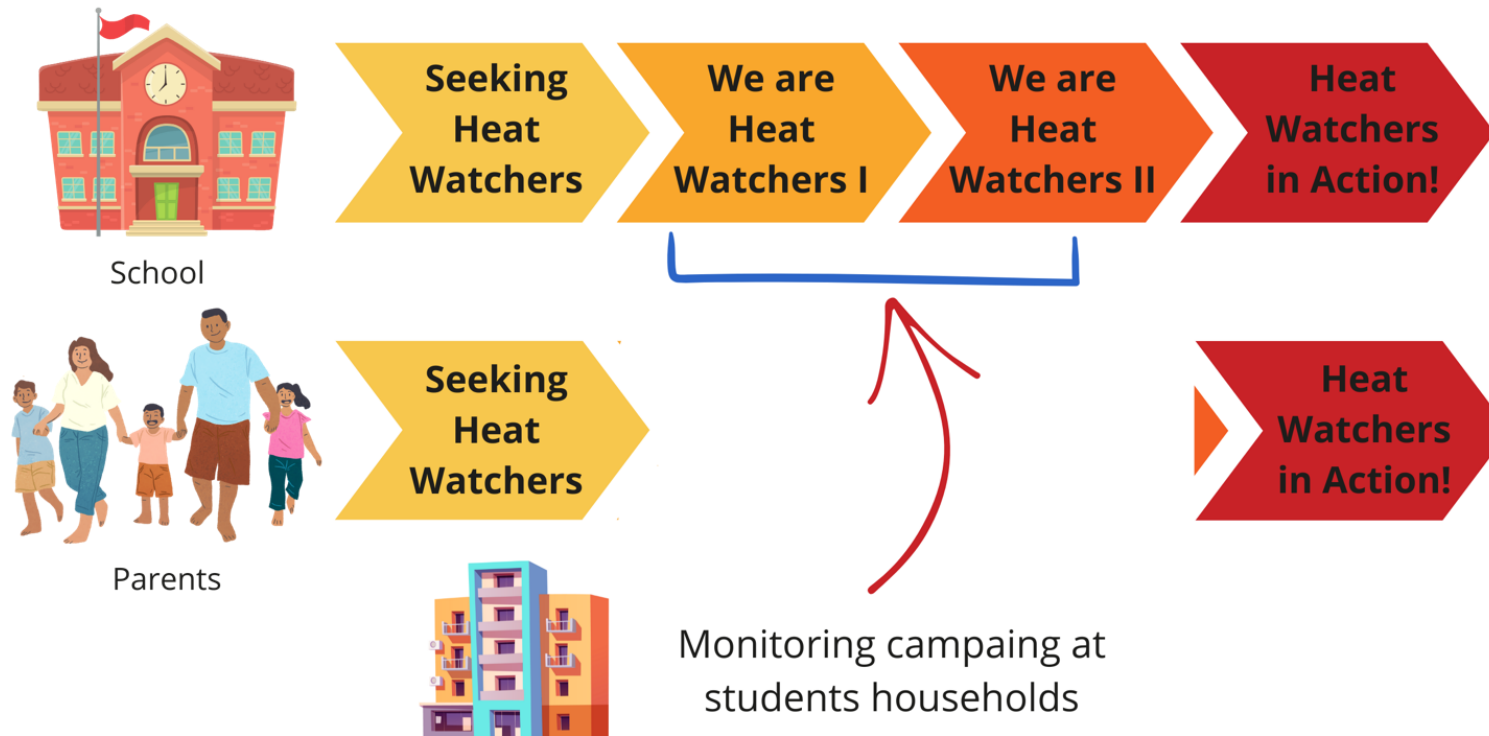 Seeking
Heat
Watchers
We are
Heat
Watchers I
We are
Heat
Watchers II
Heat
Watchers
in Action!
School
Seeking
Heat
Watchers
Heat
Watchers
in Action!
Parents
Monitoring campaing at
students households